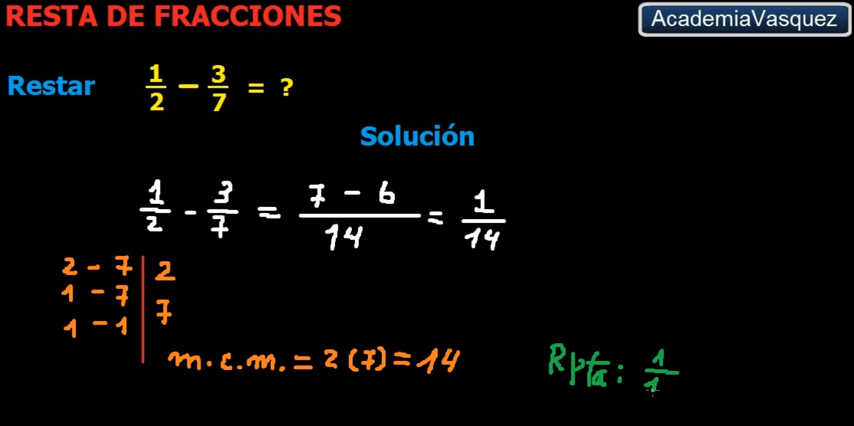 RESTA DE FRACCIONES
AcademiaVasquez
Restar 1/2 - 3/7 = ?
Solución
1/2 - 3/7 = (7 - 6)/14 = 1/14
2 - 7 | 2
1 - 7 | 7
1 - 1 |
m.c.m. = 2(7) = 14
Rpta: 1/1